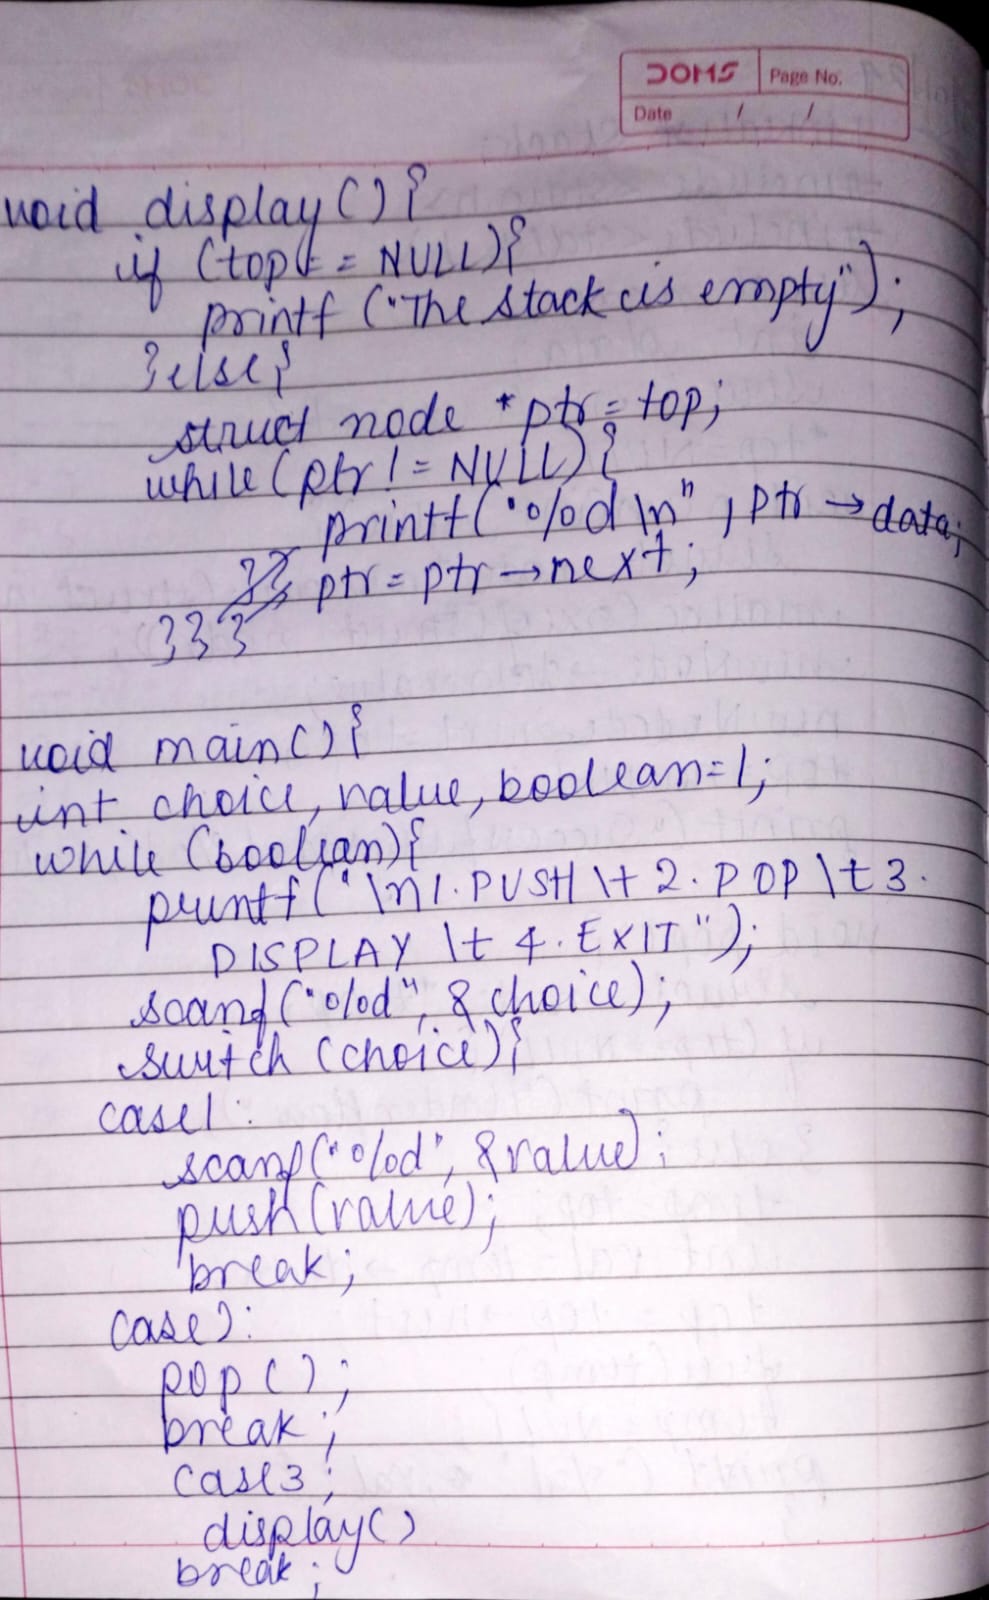 DOMS Page No.
Date / /
void display(){
if (top == NULL){
printf ("The stack is empty");
}else{
struct node *ptr = top;
while (ptr != NULL){
printf("%d \n", ptr → data;
ptr = ptr → next;
}}}
void main(){
int choice, value, boolean=1;
while (boolean){
printf("\n1.PUSH \t 2. POP \t 3.
DISPLAY \t 4. EXIT");
scanf("%d", & choice);
switch (choice){
case1:
scanf("%d", &value);
push(value);
break;
case2:
pop();
break;
case3;
display()
break;